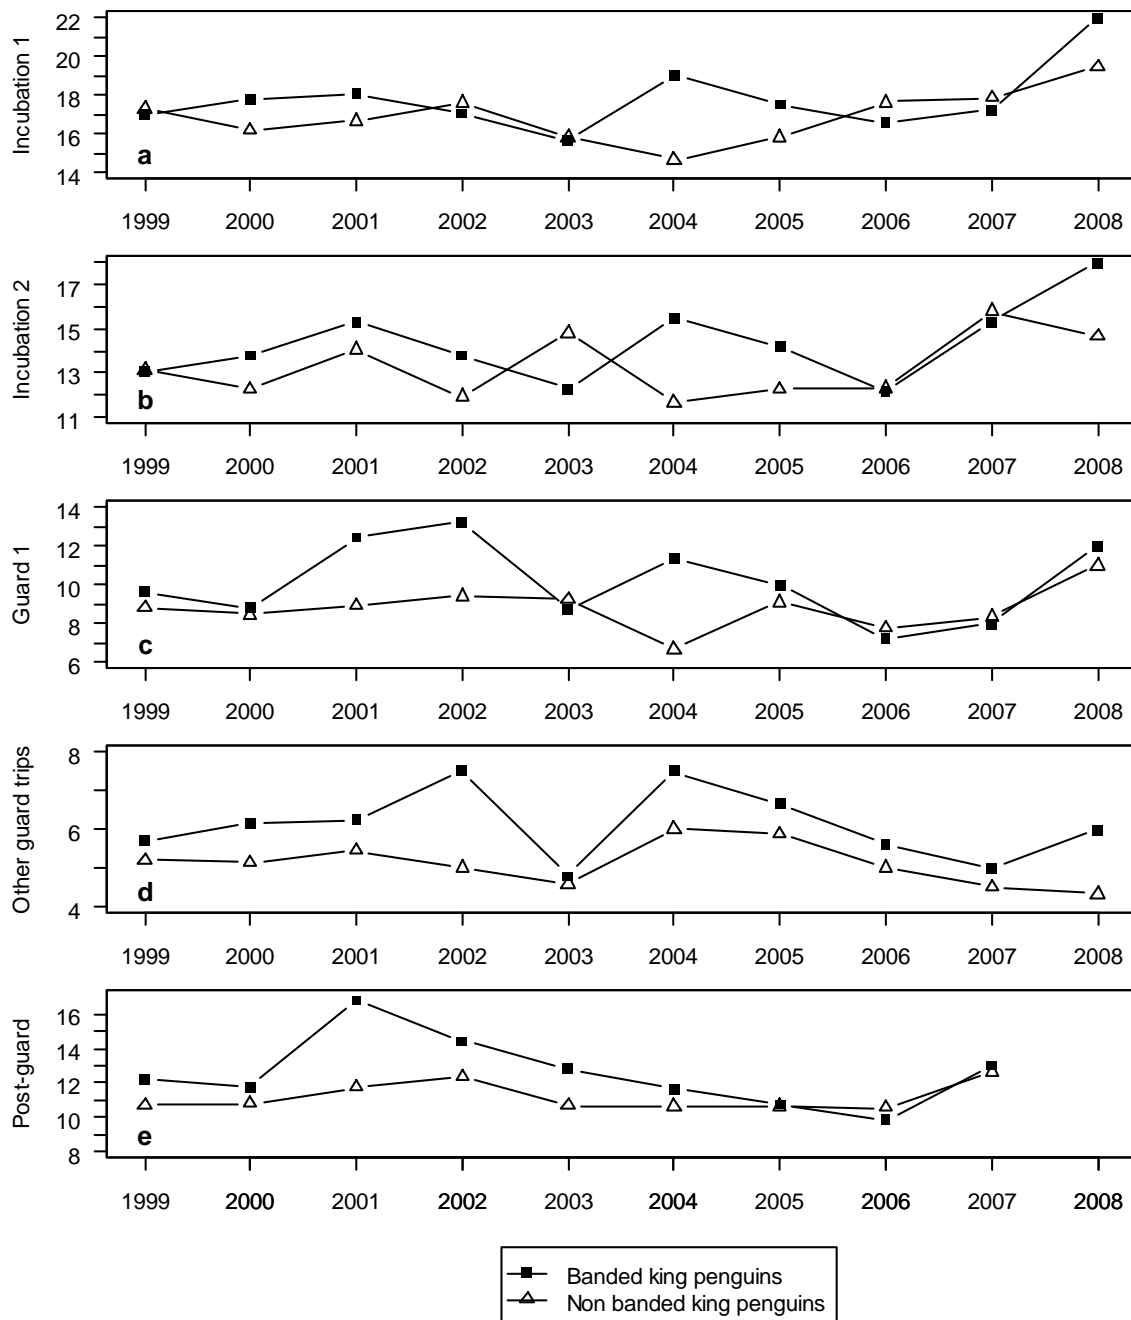 Incubation 1
22
20
18
16
14
a
1999 2000 2001 2002 2003 2004 2005 2006 2007 2008
Incubation 2
17
15
13
11
b
1999 2000 2001 2002 2003 2004 2005 2006 2007 2008
Guard 1
14
12
10
8
6
c
1999 2000 2001 2002 2003 2004 2005 2006 2007 2008
Other guard trips
8
6
4
d
1999 2000 2001 2002 2003 2004 2005 2006 2007 2008
Post-guard
16
14
12
10
8
e
1999 2000 2001 2002 2003 2004 2005 2006 2007 2008
Banded king penguins
Non banded king penguins